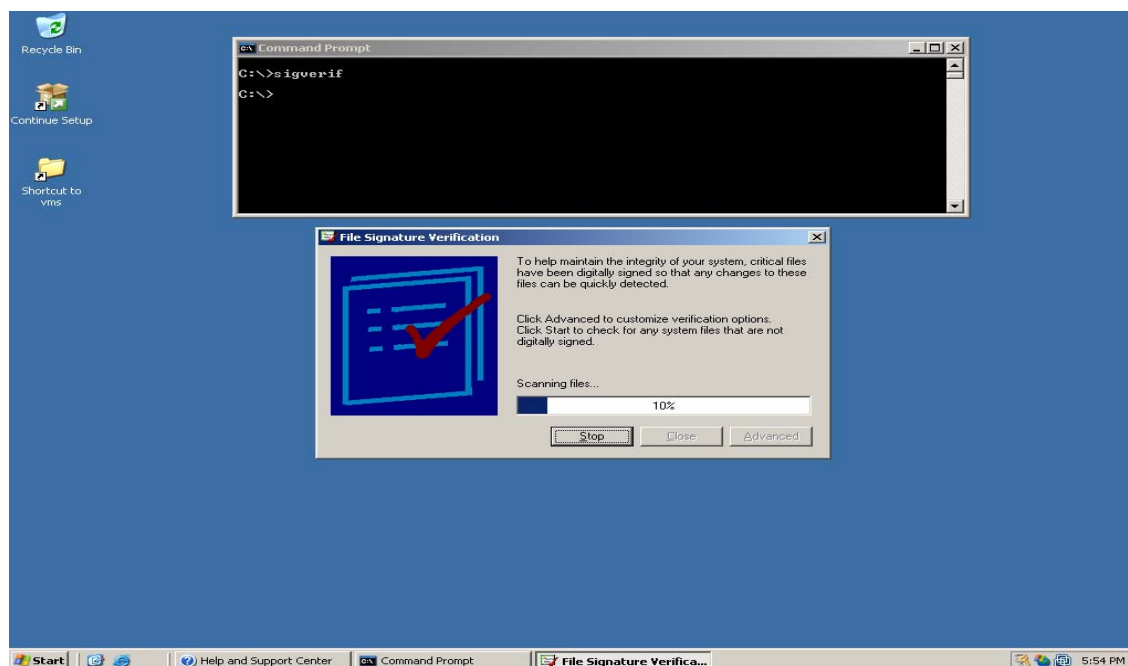 Recycle Bin
Continue Setup
Shortcut to
vms
Command Prompt
C:\>sigverif
C:\>
File Signature Verification
To help maintain the integrity of your system, critical files
have been digitally signed so that any changes to these
files can be quickly detected.
Click Advanced to customize verification options.
Click Start to check for any system files that are not
digitally signed.
Scanning files...
10%
Stop
Close
Advanced
Start
Help and Support Center
Command Prompt
File Signature Verifica...
5:54 PM